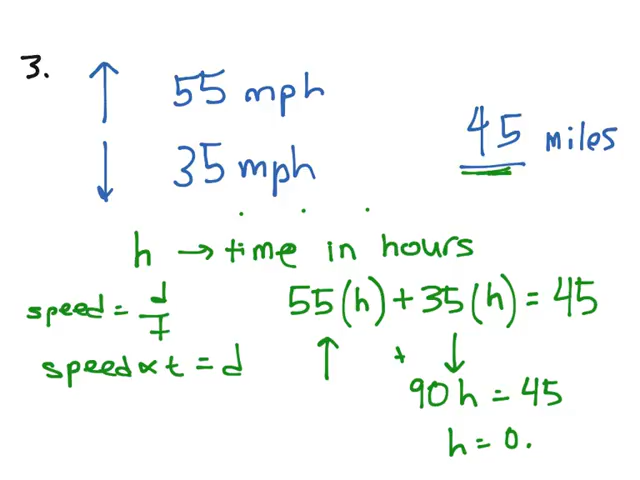 3.
↑ 55 mph
↓ 35 mph
45 miles
h → time in hours
speed = d/T
55(h) + 35(h) = 45
speed × t = d
↑ + ↓
90h = 45
h = 0.